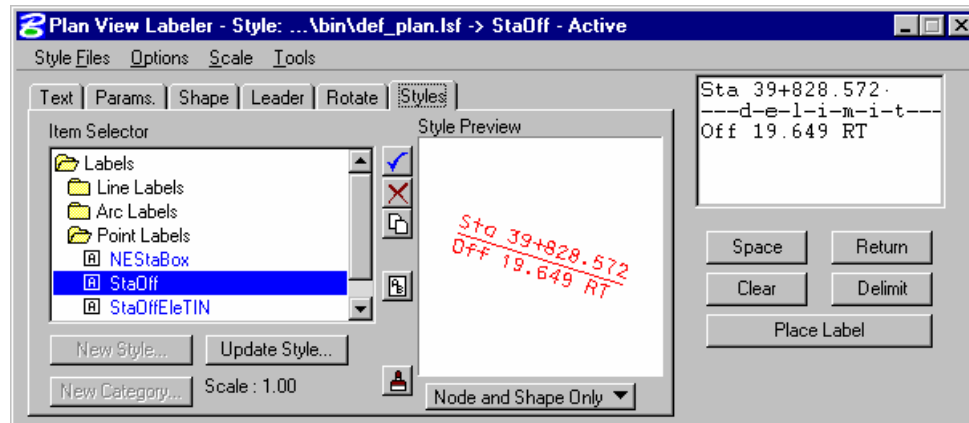 Plan View Labeler - Style: ...\bin\def_plan.lsf -> StaOff - Active
Style Files Options Scale Tools
Text Params. Shape Leader Rotate Styles
Item Selector
Labels
Line Labels
Arc Labels
Point Labels
NEStaBox
StaOff
StaOffEleTIN
New Style... Update Style...
New Category... Scale : 1.00
Style Preview
Sta 39+828.572
Off 19.649 RT
Node and Shape Only
Sta 39+828.572·
---d-e-l-i-m-i-t---
Off 19.649 RT
Space Return
Clear Delimit
Place Label